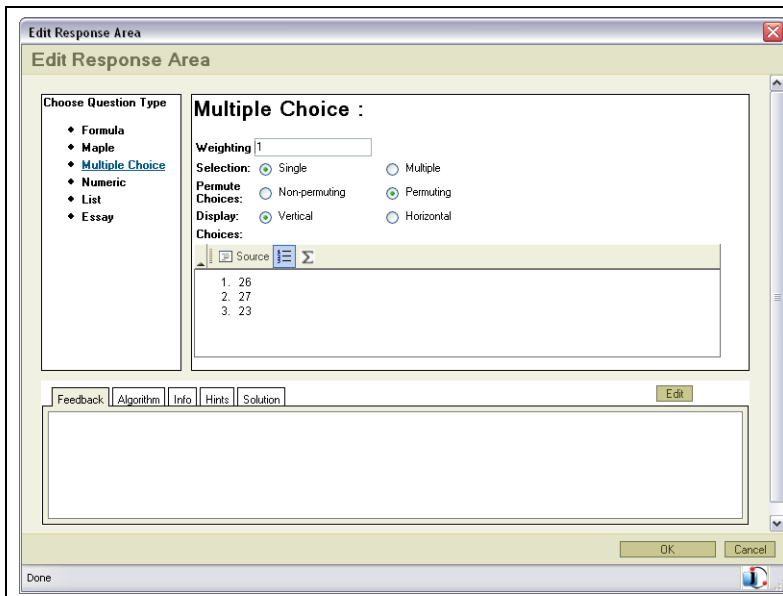 Edit Response Area
Edit Response Area
Choose Question Type
Formula
Maple
Multiple Choice
Numeric
List
Essay
Multiple Choice :
Weighting 1
Selection: Single Multiple
Permute Choices: Non-permuting Permuting
Display: Vertical Horizontal
Choices:
Source Σ
1. 26
2. 27
3. 23
Feedback Algorithm Info Hints Solution Edit
OK Cancel
Done